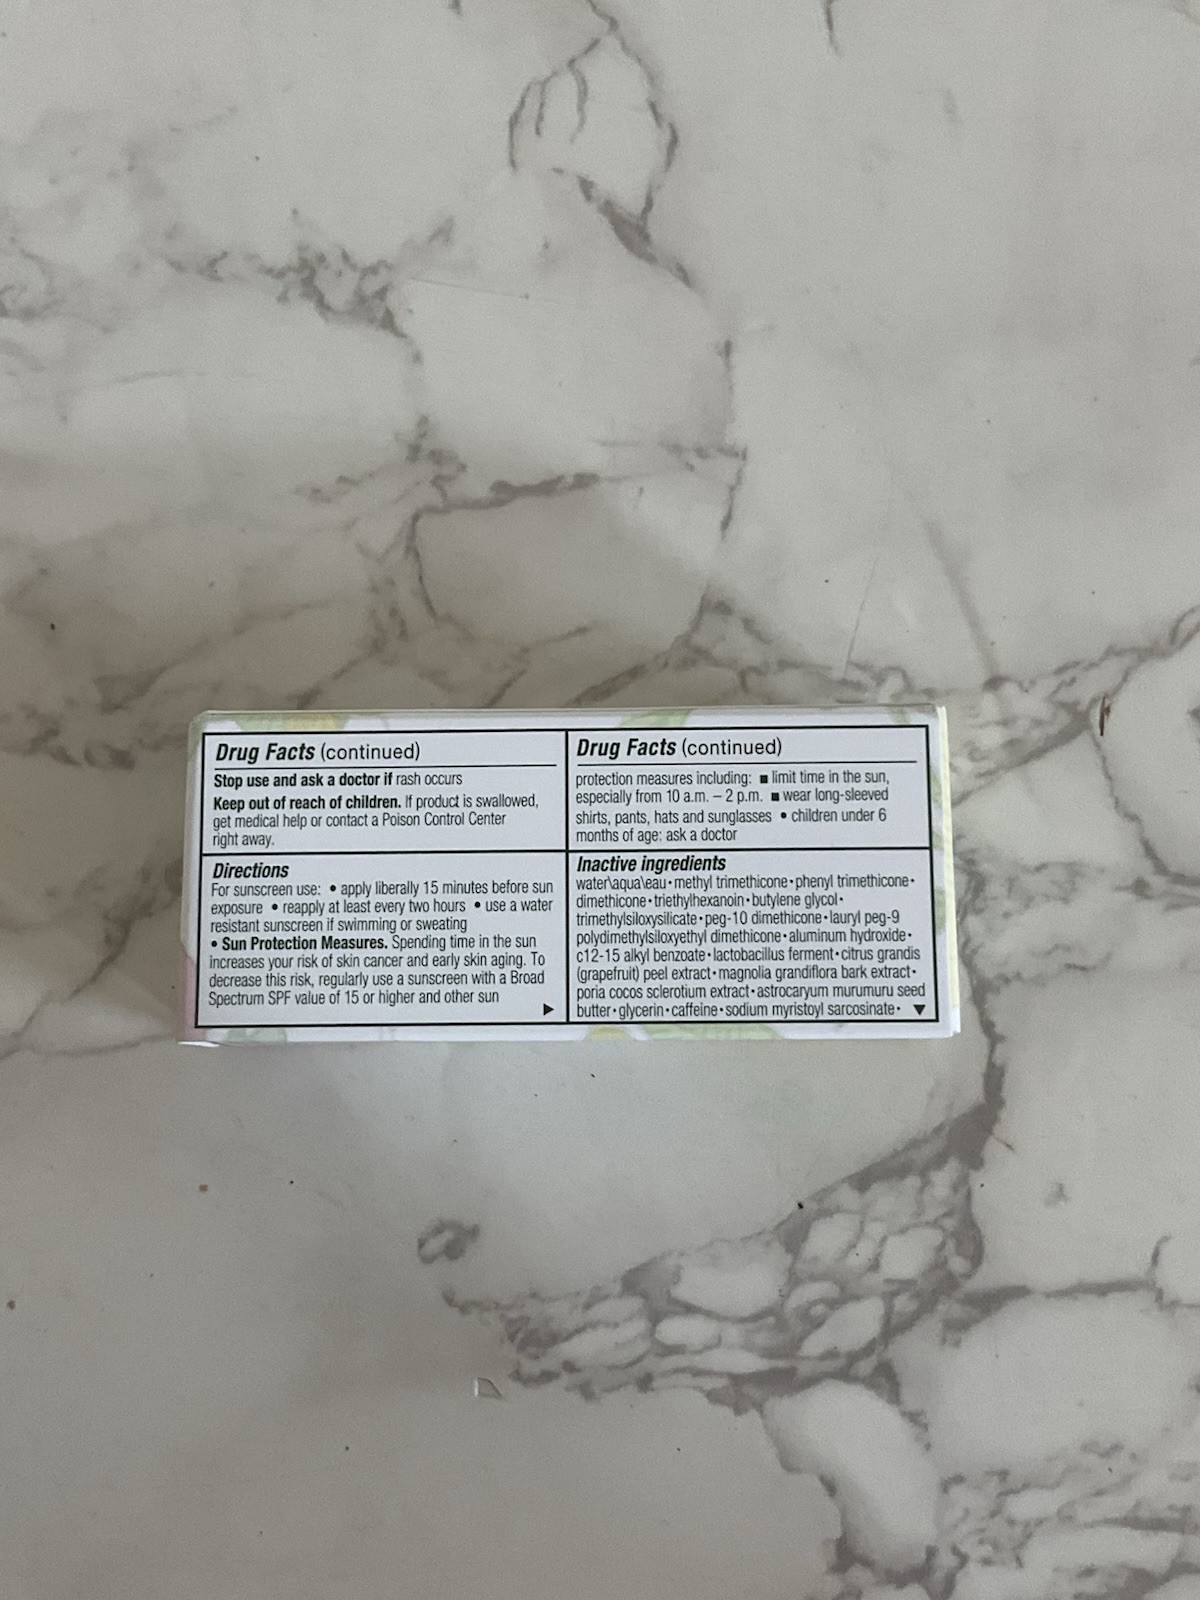 Drug Facts (continued)
Stop use and ask a doctor if rash occurs
Keep out of reach of children. If product is swallowed,
get medical help or contact a Poison Control Center
right away.
Directions
For sunscreen use: • apply liberally 15 minutes before sun
exposure • reapply at least every two hours • use a water
resistant sunscreen if swimming or sweating
• Sun Protection Measures. Spending time in the sun
increases your risk of skin cancer and early skin aging. To
decrease this risk, regularly use a sunscreen with a Broad
Spectrum SPF value of 15 or higher and other sun ▶
Drug Facts (continued)
protection measures including: ■ limit time in the sun,
especially from 10 a.m. – 2 p.m. ■ wear long-sleeved
shirts, pants, hats and sunglasses • children under 6
months of age: ask a doctor
Inactive ingredients
water\aqua\eau • methyl trimethicone • phenyl trimethicone •
dimethicone • triethylhexanoin • butylene glycol •
trimethylsiloxysilicate • peg-10 dimethicone • lauryl peg-9
polydimethylsiloxyethyl dimethicone • aluminum hydroxide •
c12-15 alkyl benzoate • lactobacillus ferment • citrus grandis
(grapefruit) peel extract • magnolia grandiflora bark extract •
poria cocos sclerotium extract • astrocaryum murumuru seed
butter • glycerin • caffeine • sodium myristoyl sarcosinate • ▼